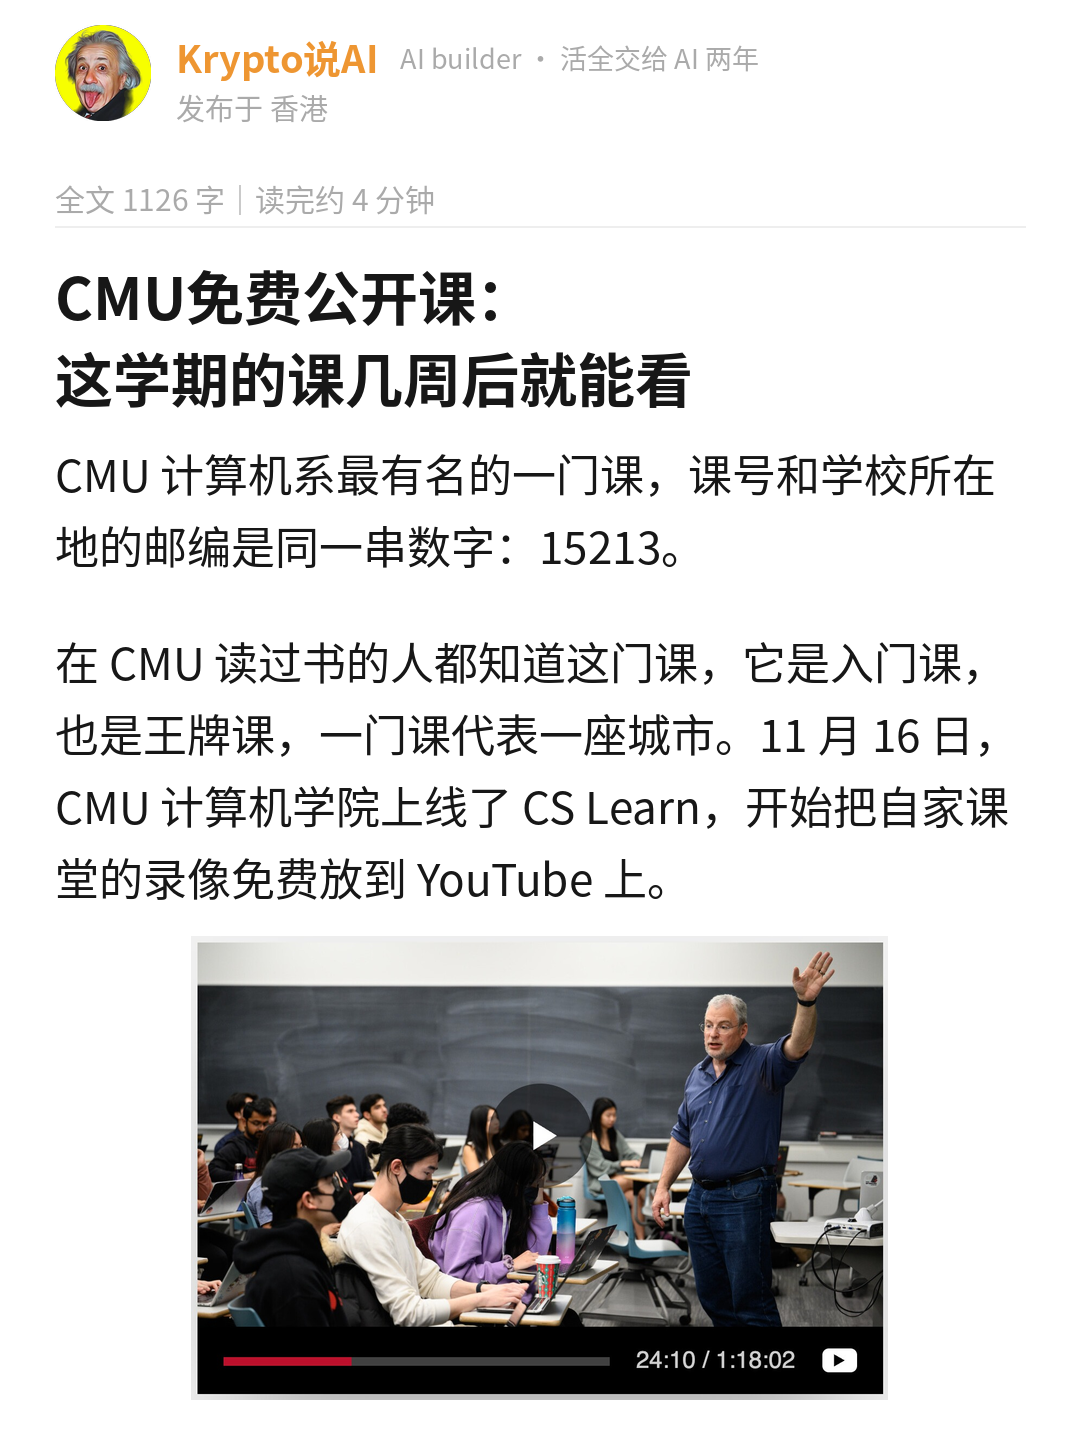 Krypto说AI AI builder · 活全交给 AI 两年
发布于 香港
全文 1126 字｜读完约 4 分钟
CMU免费公开课：
这学期的课几周后就能看
CMU 计算机系最有名的一门课，课号和学校所在
地的邮编是同一串数字：15213。
在 CMU 读过书的人都知道这门课，它是入门课，
也是王牌课，一门课代表一座城市。11 月 16 日，
CMU 计算机学院上线了 CS Learn，开始把自家课
堂的录像免费放到 YouTube 上。
24:10 / 1:18:02